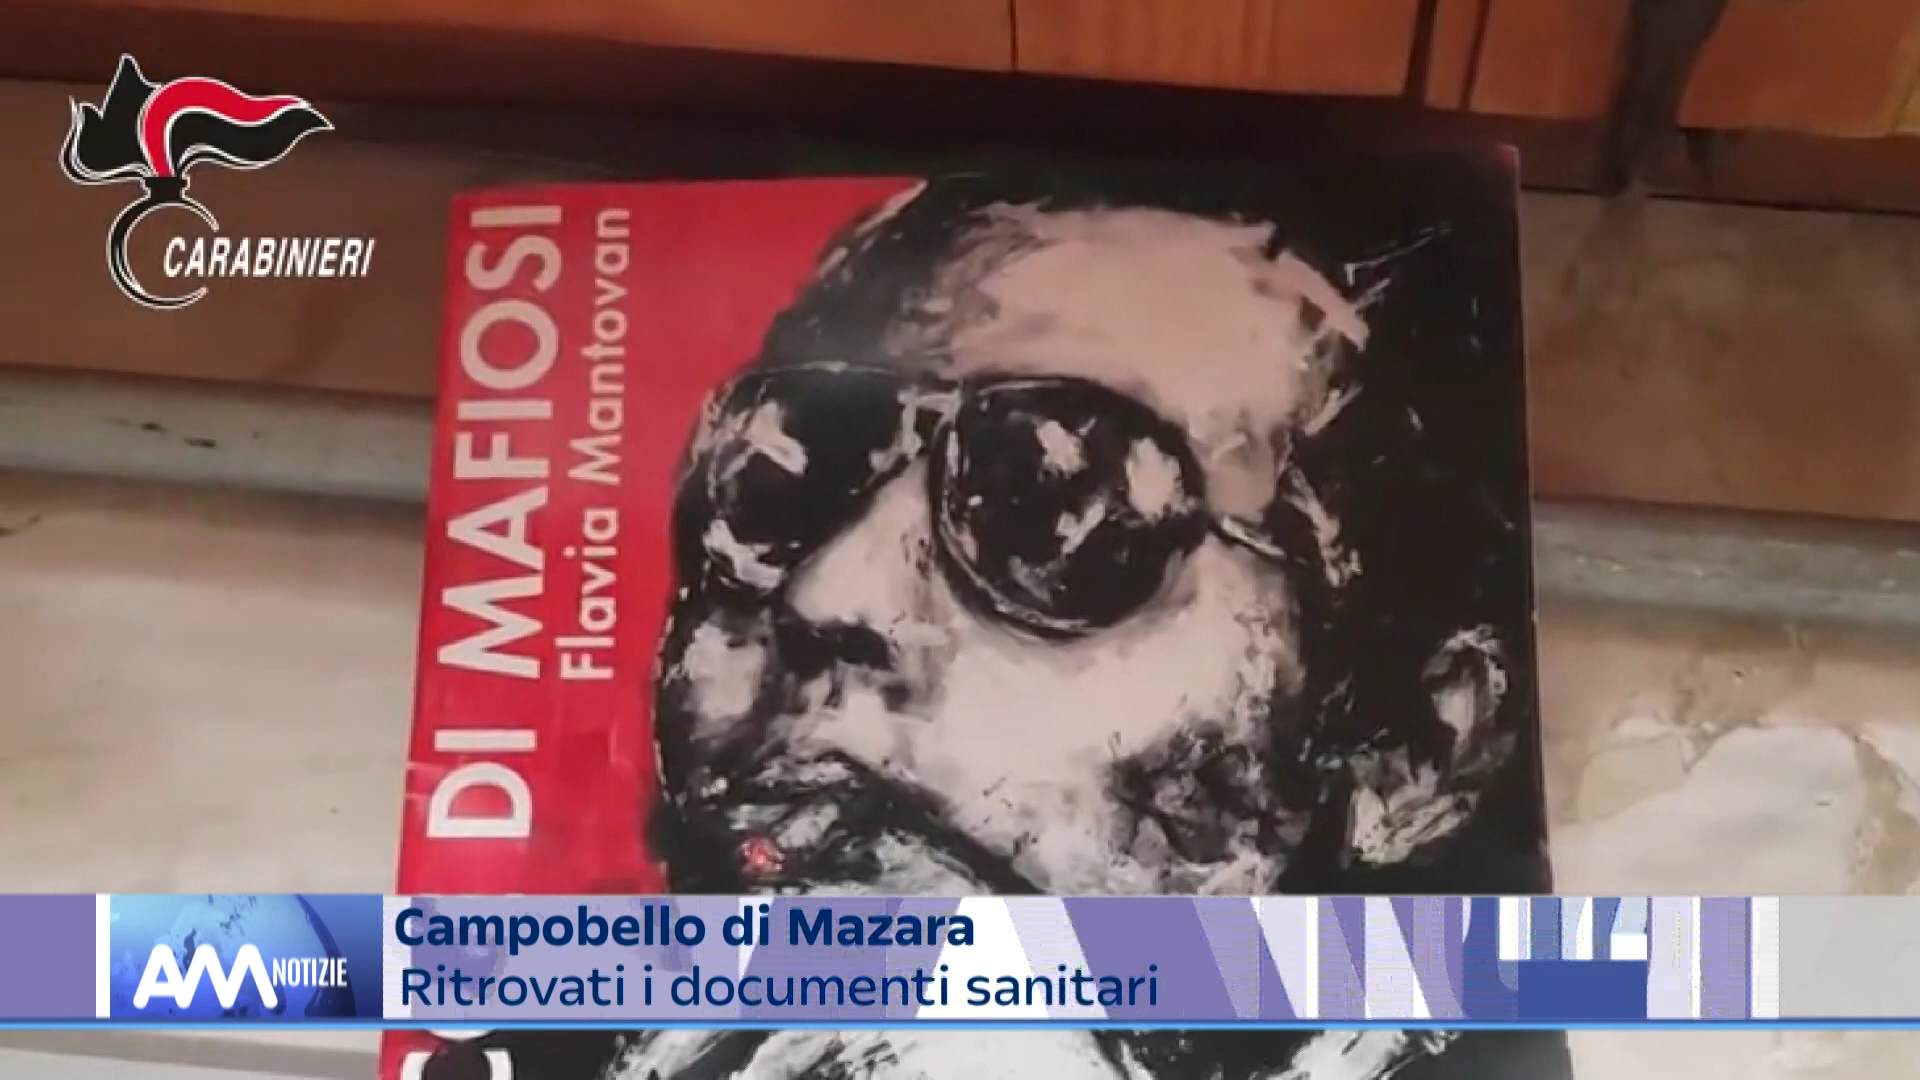 CARABINIERI
DI MAFIOSI
Flavia Mantovan
AM NOTIZIE
Campobello di Mazara
Ritrovati i documenti sanitari